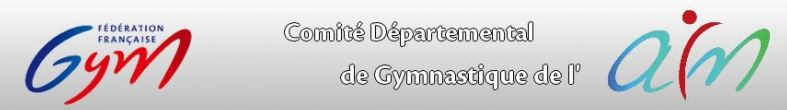 FÉDÉRATION
FRANÇAISE
Gym
Comité Départemental
de Gymnastique de l'
ain